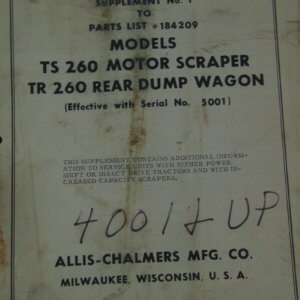 SUPPLEMENT No. 1
TO
PARTS LIST #184209
MODELS
TS 260 MOTOR SCRAPER
TR 260 REAR DUMP WAGON
(Effective with Serial No. 5001)
THIS SUPPLEMENT CONTAINS ADDITIONAL INFORM-
ATION TO SERVICE UNITS WITH EITHER POWER
SHIFT OR DIRECT DRIVE TRACTORS AND WITH IN-
CREASED CAPACITY SCRAPERS.
4001 & UP
ALLIS-CHALMERS MFG. CO.
MILWAUKEE, WISCONSIN, U. S. A.